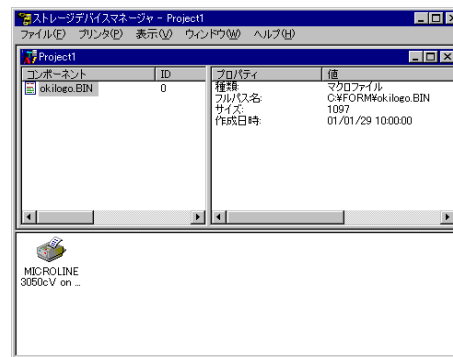 ストレージデバイスマネージャ - Project1
ファイル(F) プリンタ(P) 表示(V) ウィンドウ(W) ヘルプ(H)
Project1
コンポーネント ID プロパティ 値
okilogo.BIN 0 種類: マクロファイル
フルパス名: C:¥FORM¥okilogo.BIN
サイズ: 1097
作成日時: 01/01/29 10:00:00
MICROLINE
3050cV on ...